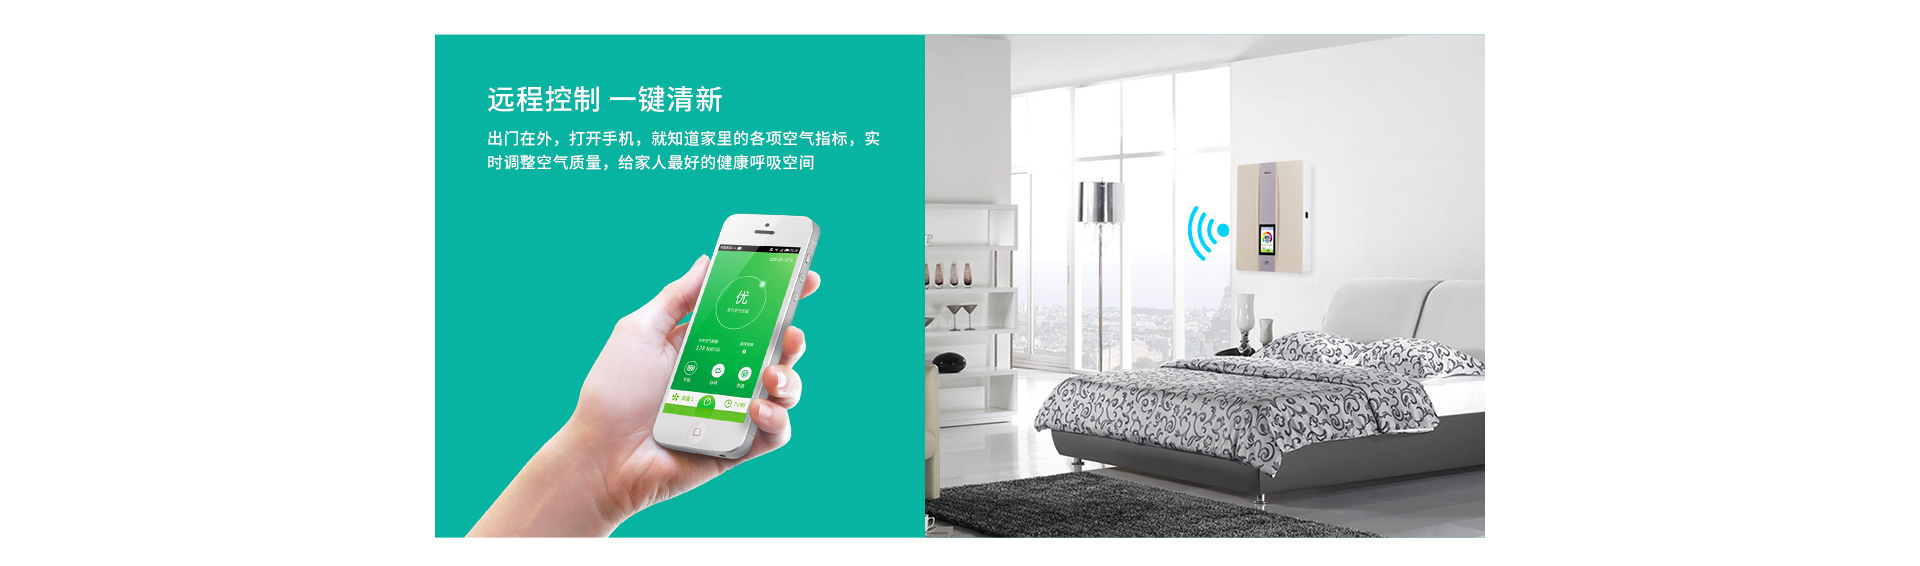 远程控制 一键清新
出门在外，打开手机，就知道家里的各项空气指标，实
时调整空气质量，给家人最好的健康呼吸空间
优